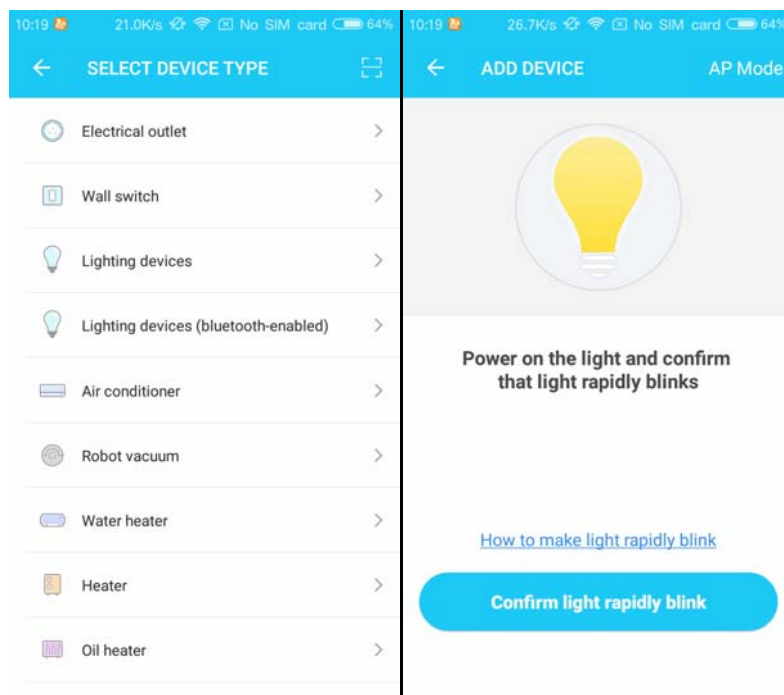 10:19 21.0K/s No SIM card 64%
SELECT DEVICE TYPE
Electrical outlet
Wall switch
Lighting devices
Lighting devices (bluetooth-enabled)
Air conditioner
Robot vacuum
Water heater
Heater
Oil heater
10:19 26.7K/s No SIM card 64%
ADD DEVICE AP Mode
Power on the light and confirm
that light rapidly blinks
How to make light rapidly blink
Confirm light rapidly blink